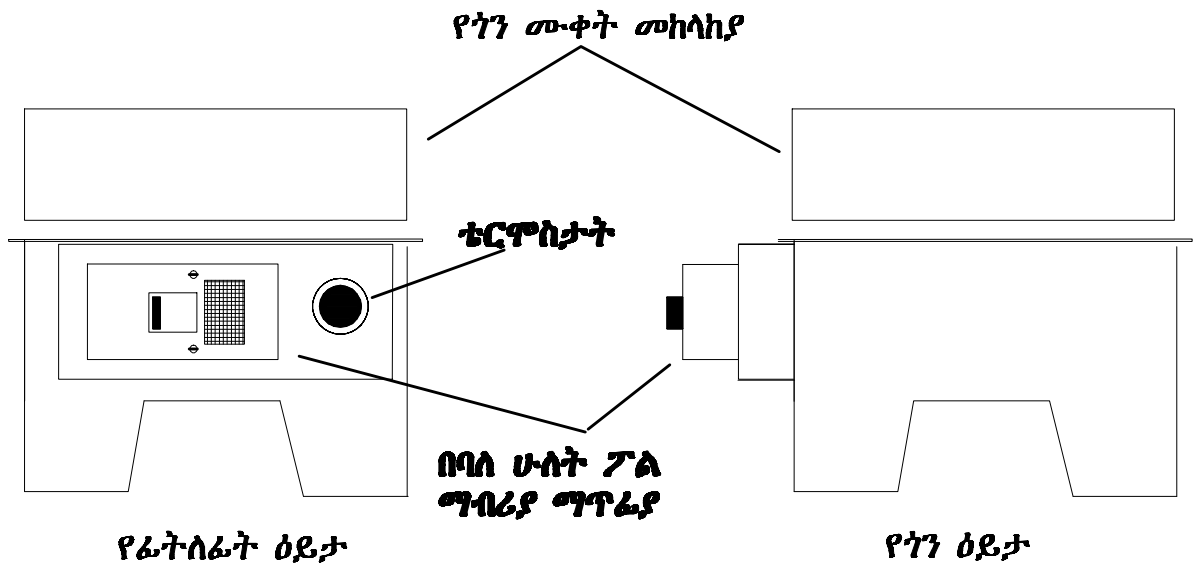 የጎን ሙቀት መከላከያ
ቴርሞስታት
በባለ ሁለት ፖል
ማብሪያ ማጥፊያ
የፊትለፊት ዕይታ
የጎን ዕይታ